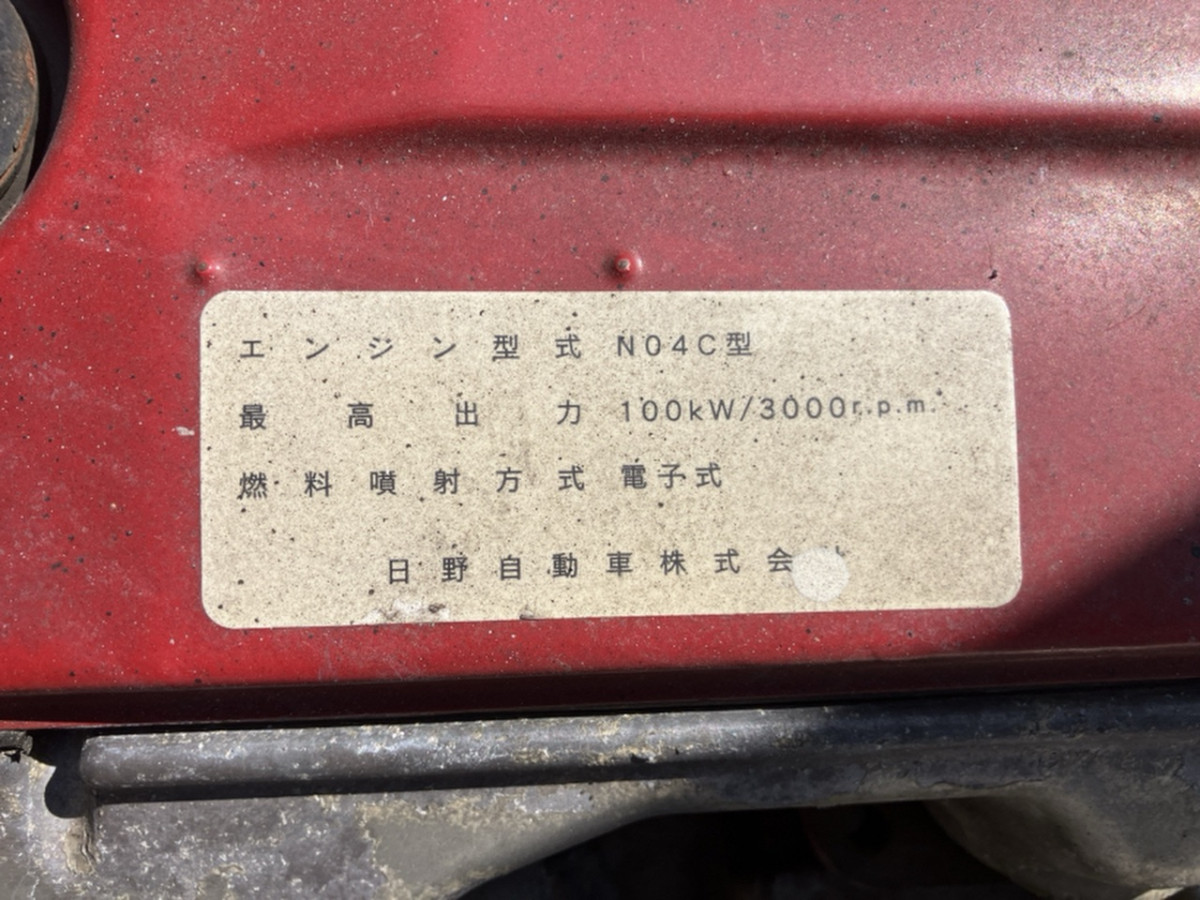 エンジン型式 N04C型
最高出力 100kW/3000r.p.m.
燃料噴射方式 電子式
日野自動車株式会